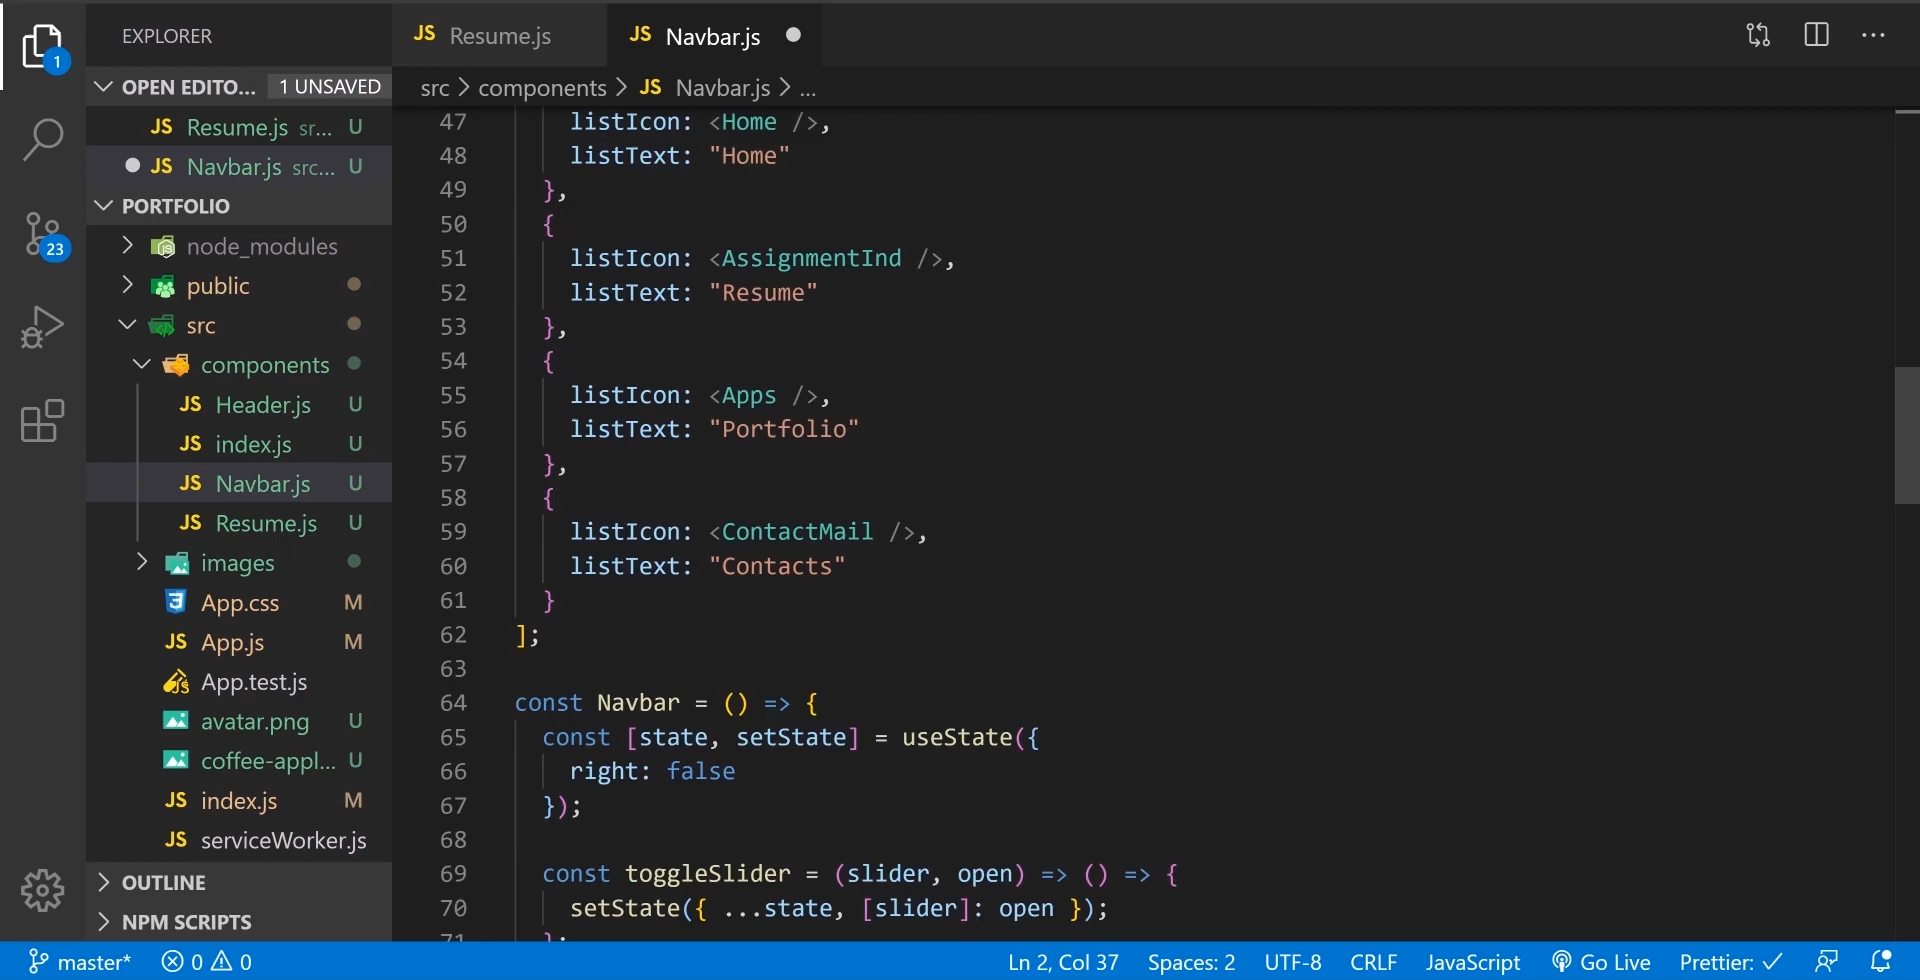 EXPLORER
JS Resume.js
JS Navbar.js
1
OPEN EDITO... 1 UNSAVED
src > components > JS Navbar.js > ...
JS Resume.js sr... U
JS Navbar.js src... U
PORTFOLIO
node_modules
23
public
src
components
JS Header.js U
JS index.js U
JS Navbar.js U
JS Resume.js U
images
3 App.css M
JS App.js M
App.test.js
avatar.png U
coffee-appl... U
JS index.js M
JS serviceWorker.js
OUTLINE
NPM SCRIPTS
47 listIcon: <Home />,
48 listText: "Home"
49 },
50 {
51 listIcon: <AssignmentInd />,
52 listText: "Resume"
53 },
54 {
55 listIcon: <Apps />,
56 listText: "Portfolio"
57 },
58 {
59 listIcon: <ContactMail />,
60 listText: "Contacts"
61 }
62 ];
63
64 const Navbar = () => {
65 const [state, setState] = useState({
66 right: false
67 });
68
69 const toggleSlider = (slider, open) => () => {
70 setState({ ...state, [slider]: open });
71 };
master* 0 0 Ln 2, Col 37 Spaces: 2 UTF-8 CRLF JavaScript Go Live Prettier: ✓